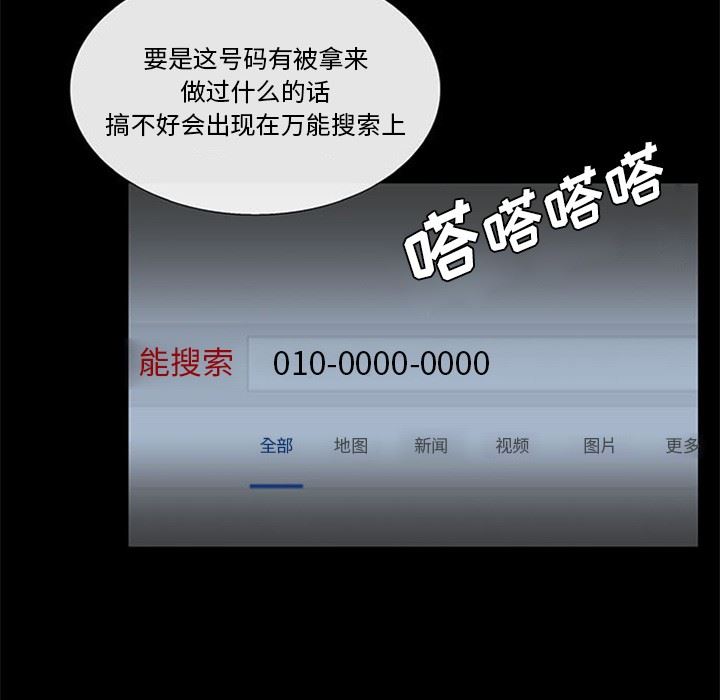 要是这号码有被拿来
做过什么的话
搞不好会出现在万能搜索上
嗒嗒嗒嗒
能搜索 010-0000-0000
全部 地图 新闻 视频 图片 更多